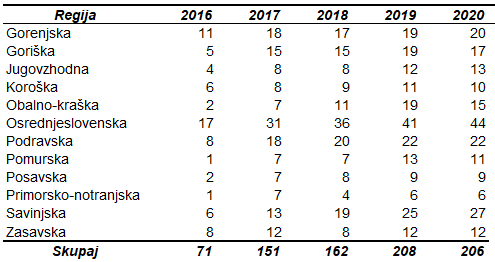 Regija 2016 2017 2018 2019 2020
Gorenjska 11 18 17 19 20
Goriška 5 15 15 19 17
Jugovzhodna 4 8 8 12 13
Koroška 6 8 9 11 10
Obalno-kraška 2 7 11 19 15
Osrednjeslovenska 17 31 36 41 44
Podravska 8 18 20 22 22
Pomurska 1 7 7 13 11
Posavska 2 7 8 9 9
Primorsko-notranjska 1 7 4 6 6
Savinjska 6 13 19 25 27
Zasavska 8 12 8 12 12
Skupaj 71 151 162 208 206